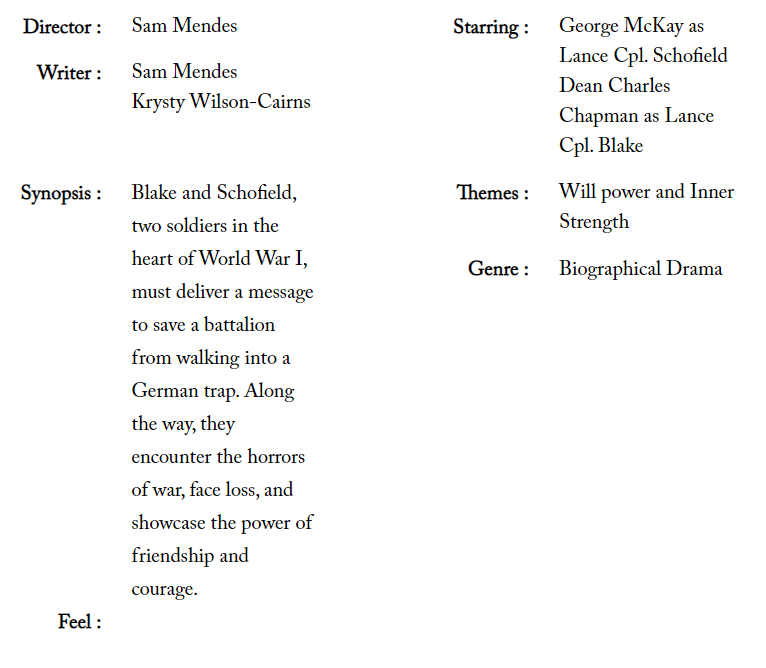 Director : Sam Mendes
Writer : Sam Mendes
Krysty Wilson-Cairns
Synopsis : Blake and Schofield,
two soldiers in the
heart of World War I,
must deliver a message
to save a battalion
from walking into a
German trap. Along
the way, they
encounter the horrors
of war, face loss, and
showcase the power of
friendship and
courage.
Feel :
Starring : George McKay as
Lance Cpl. Schofield
Dean Charles
Chapman as Lance
Cpl. Blake
Themes : Will power and Inner
Strength
Genre : Biographical Drama